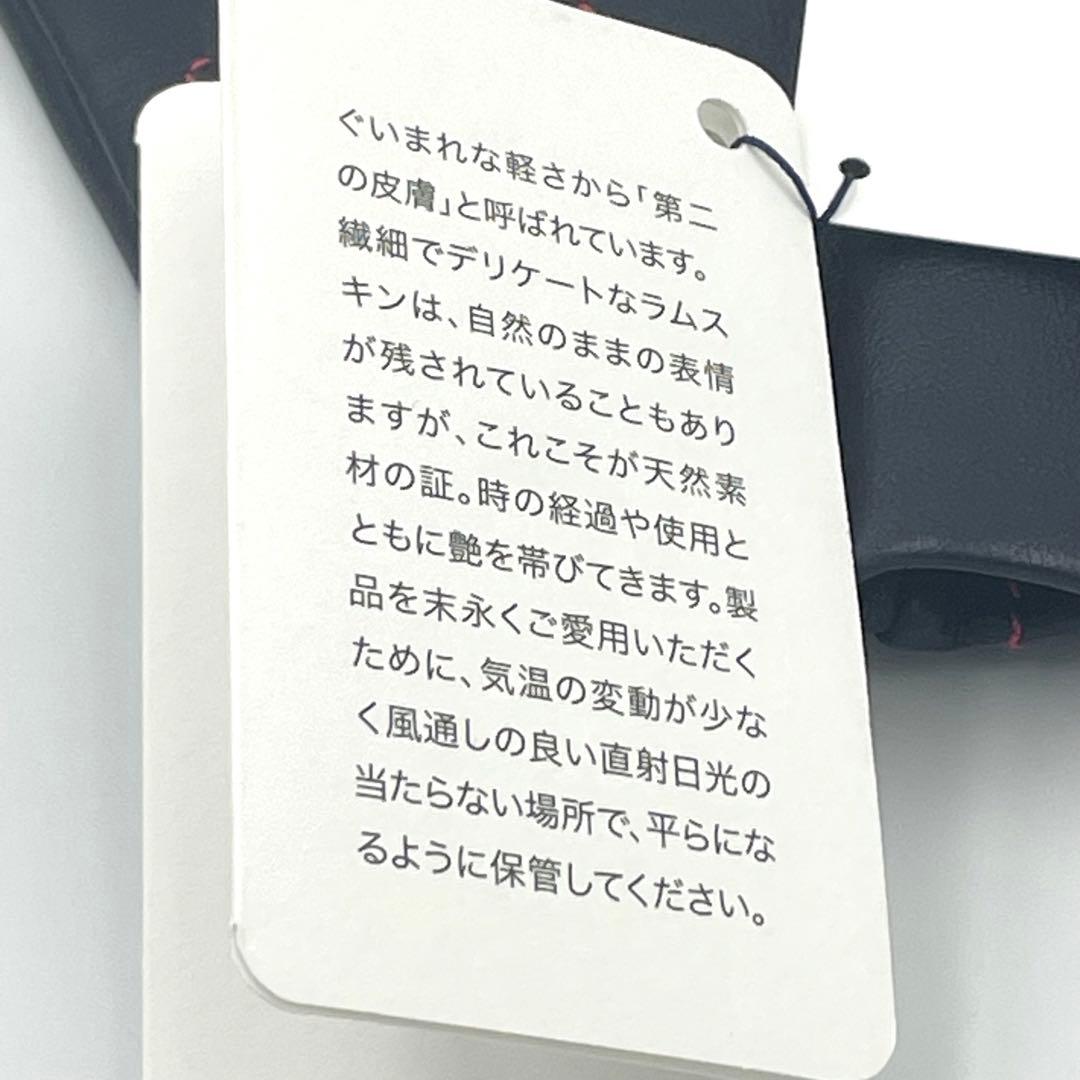 ぐいまれな軽さから「第二
の皮膚」と呼ばれています。
繊細でデリケートなラムス
キンは、自然のままの表情
が残されていることもあり
ますが、これこそが天然素
材の証。時の経過や使用と
ともに艶を帯びてきます。製
品を末永くご愛用いただく
ために、気温の変動が少な
く風通しの良い直射日光の
当たらない場所で、平らにな
るように保管してください。